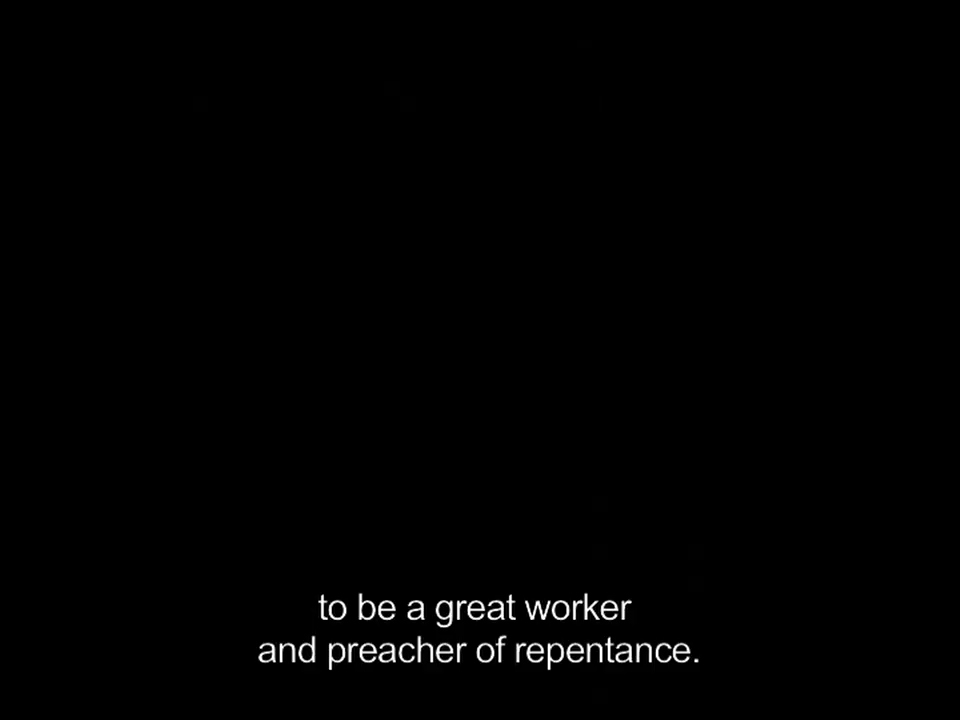 to be a great worker
and preacher of repentance.